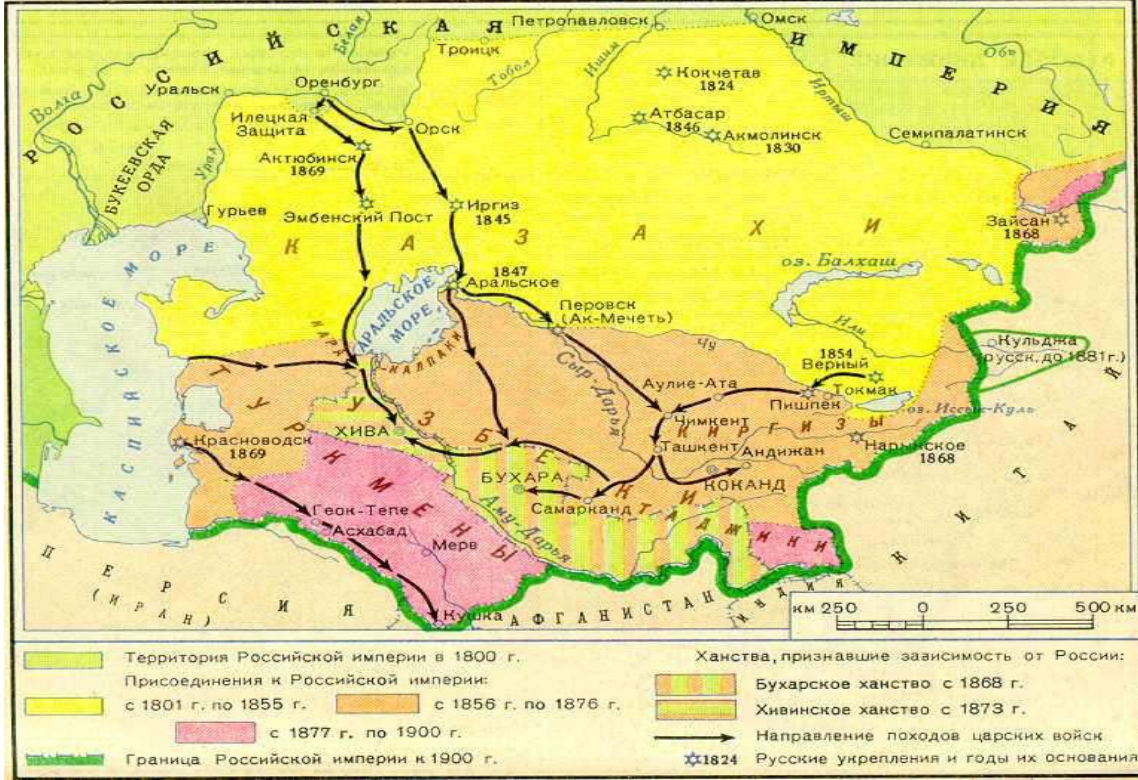 РОССИЙСКАЯ ИМПЕРИЯ
Петропавловск
Омск
Троицк
Белая
Тобол
Ишим
Иртыш
Обь
Волга
Уральск
Оренбург
Илецкая
Защита
Орск
Кокчетав
1824
Атбасар
1846
Акмолинск
1830
Семипалатинск
БУКЕЕВСКАЯ
ОРДА
Урал
Актюбинск
1869
Гурьев
Эмбенский Пост
Иргиз
1845
Зайсан
1868
КАЗАХИ
оз. Балхаш
КАСПИЙСКОЕ МОРЕ
АРАЛЬСКОЕ
МОРЕ
1847
Аральское
Перовск
(Ак-Мечеть)
Чу
Или
Кульджа
(русск. до 1881г.)
1854
Верный
КАРА-КАЛПАКИ
Сыр-Дарья
Аулие-Ата
Токмак
Пишпек
оз. Иссык-Куль
Чимкент
КИРГИЗЫ
Ташкент
Андижан
Нарынское
1868
ТУРКМЕНЫ
УЗБЕКИ
ХИВА
Красноводск
1869
БУХАРА
КОКАНД
Самарканд
ТАДЖИКИ
Аму-Дарья
Геок-Тепе
Асхабад
Мерв
Кушка
КИТАЙ
ПЕРСИЯ
(ИРАН)
АФГАНИСТАН
ИНДИЯ
км 250 0 250 500 км
Территория Российской империи в 1800 г.
Присоединения к Российской империи:
с 1801 г. по 1855 г.
с 1856 г. по 1876 г.
с 1877 г. по 1900 г.
Граница Российской империи к 1900 г.
Ханства, признавшие зависимость от России:
Бухарское ханство с 1868 г.
Хивинское ханство с 1873 г.
Направление походов царских войск
1824 Русские укрепления и годы их основания